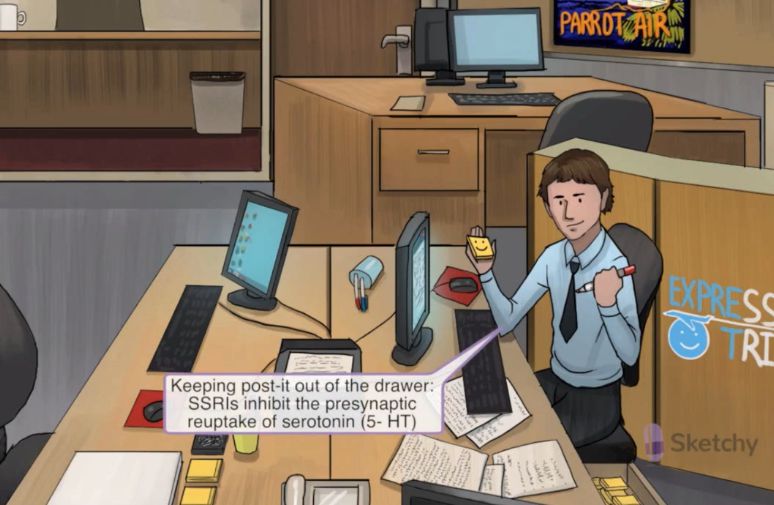 PARROT AIR
EXPRESS
TRI
Keeping post-it out of the drawer:
SSRIs inhibit the presynaptic
reuptake of serotonin (5- HT)
Sketchy